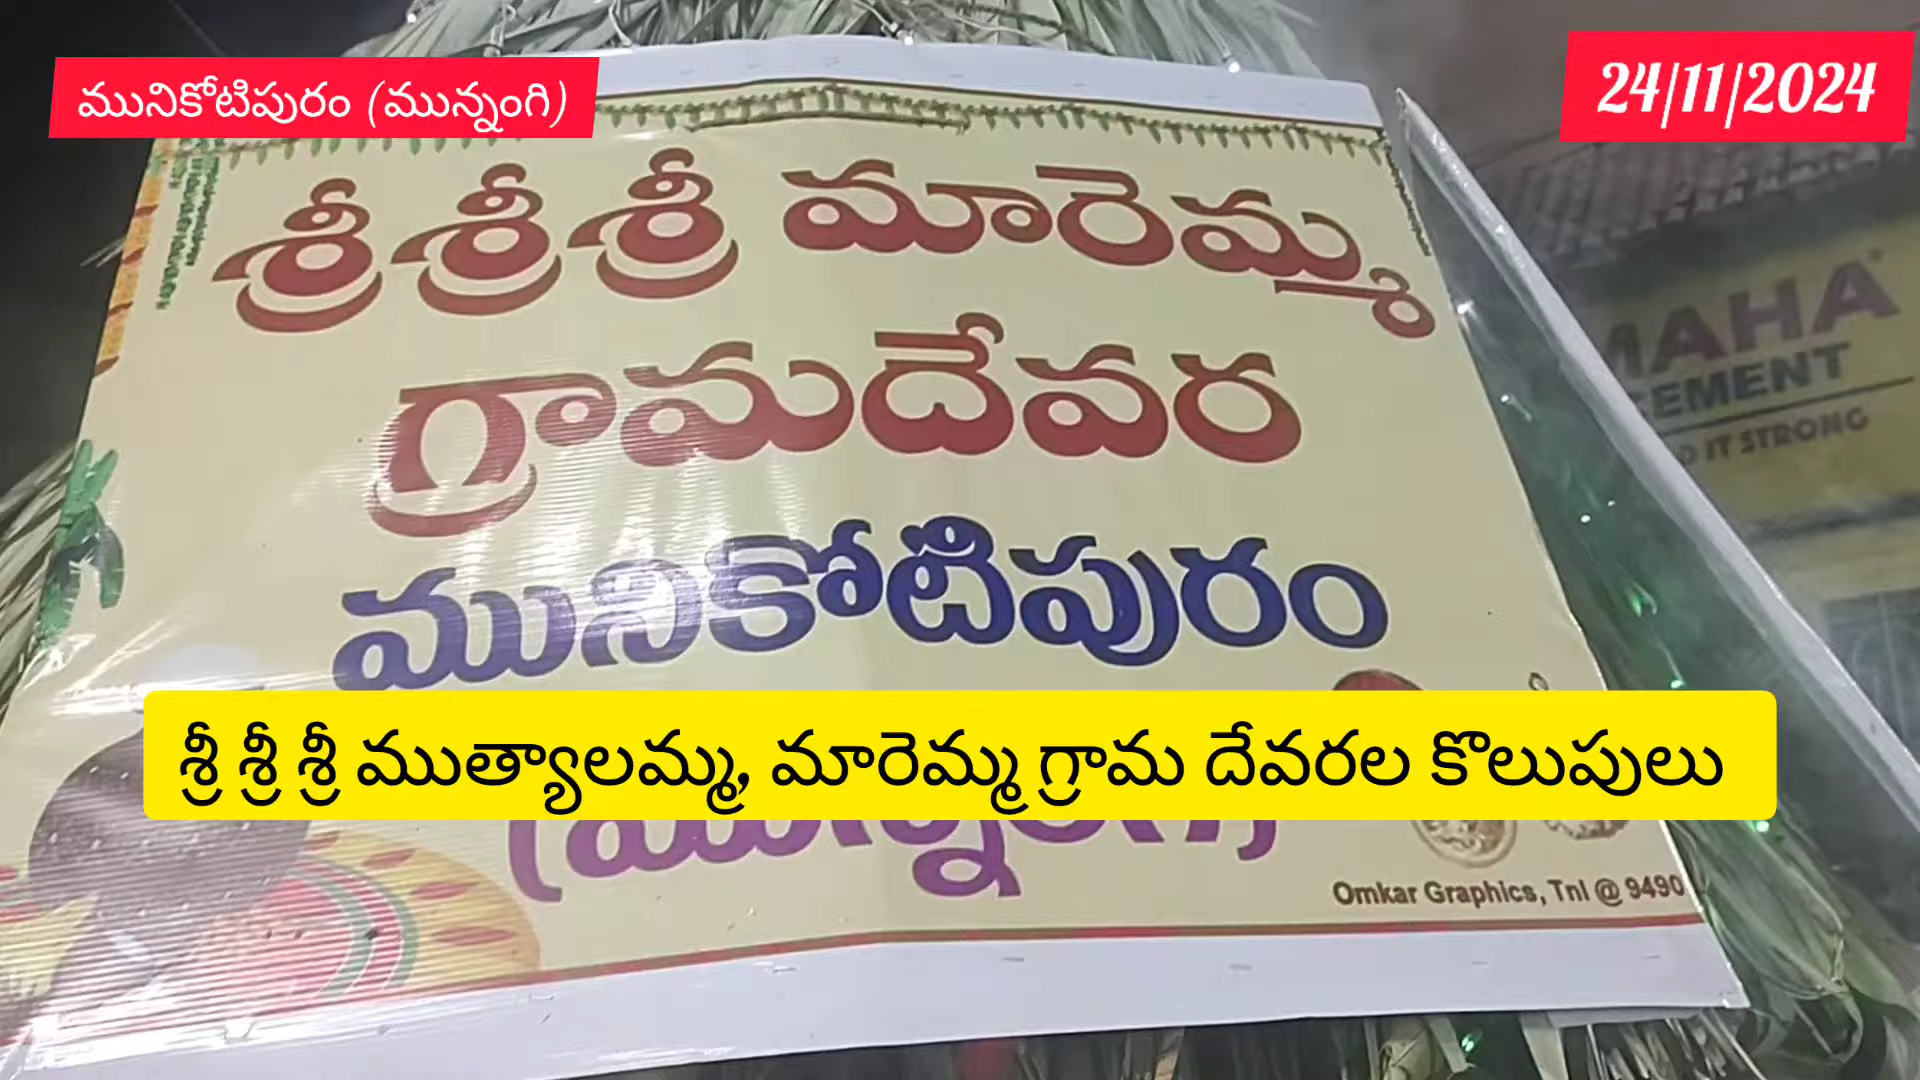 మునికోటిపురం (మున్నంగి)
24/11/2024
శ్రీశ్రీశ్రీ మారెమ్మ
గ్రామదేవర
మునికోటిపురం
శ్రీ శ్రీ శ్రీ ముత్యాలమ్మ, మారెమ్మ గ్రామ దేవరల కొలుపులు
(మున్నంగి)
Omkar Graphics, Tnl @ 9490
MAHA
CEMENT
IT STRONG